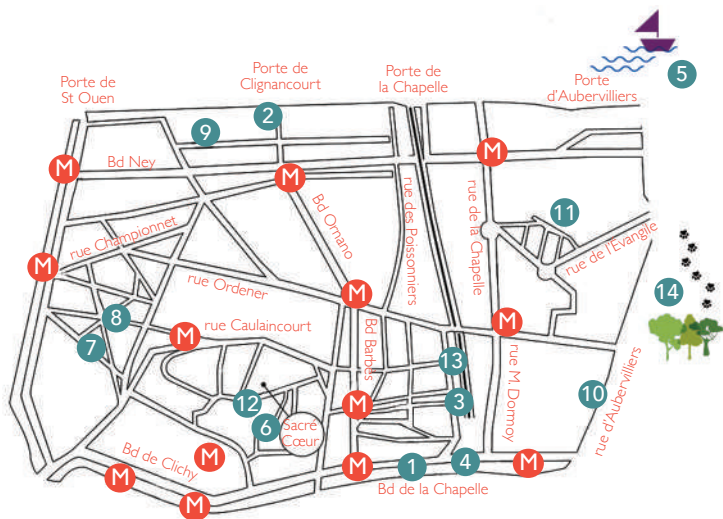 5
Porte de
St Ouen
Porte de
Clignancourt
Porte de
la Chapelle
Porte
d'Aubervilliers
2
9
M
Bd Ney
M
M
rue Championnet
Bd Ornano
rue des Poissonniers
rue de la Chapelle
11
rue de l'Evangile
M
rue Ordener
M
14
8
7
M
rue Caulaincourt
Bd Barbès
M
13
rue M. Dormoy
10
rue d'Aubervilliers
12
6
Sacré
Cœur
M
3
Bd de Clichy
M
M
M
M
1
4
M
Bd de la Chapelle